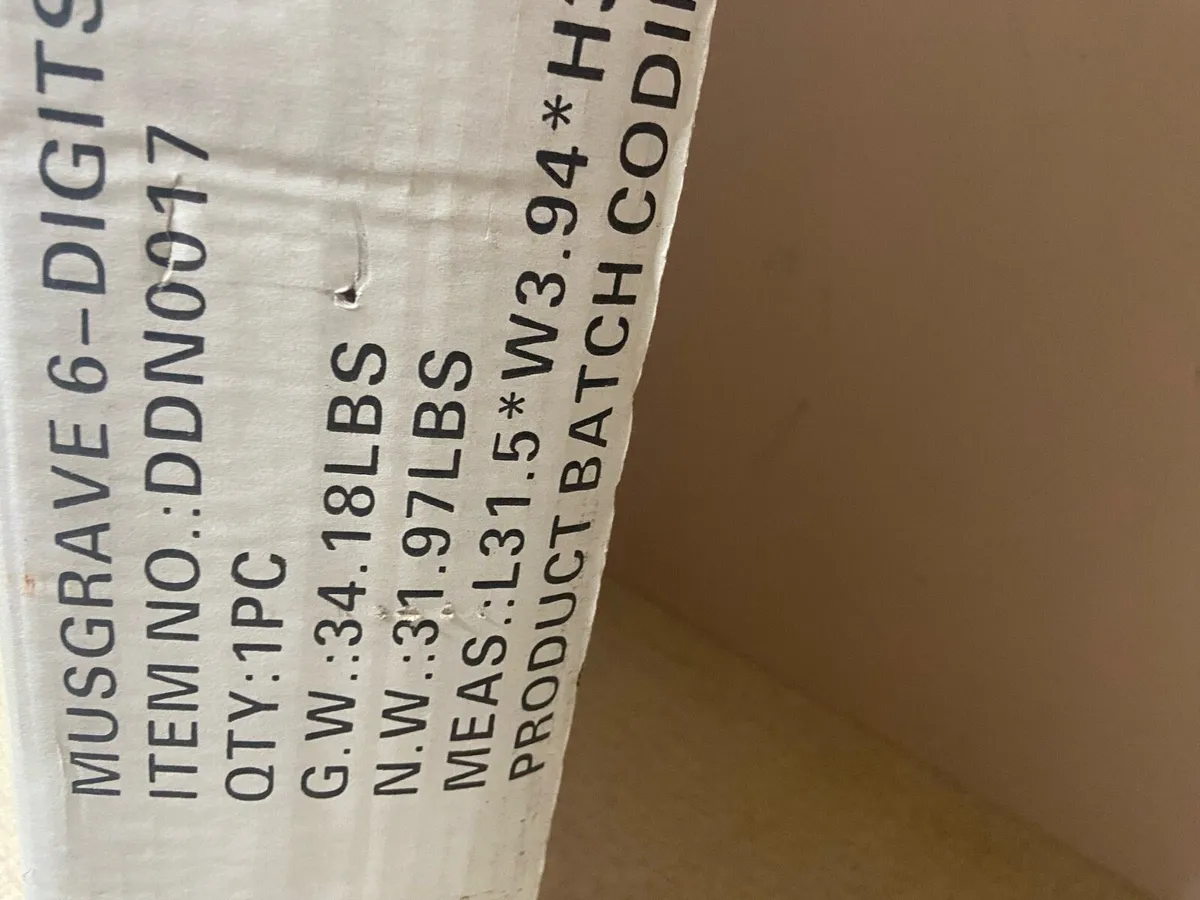 MUSGRAVE 6-DIGITS
ITEM NO.:DDN0017
QTY:1PC
G.W.:34.18LBS
N.W.:31.97LBS
MEAS.:L31.5*W3.94*H
PRODUCT BATCH CODI